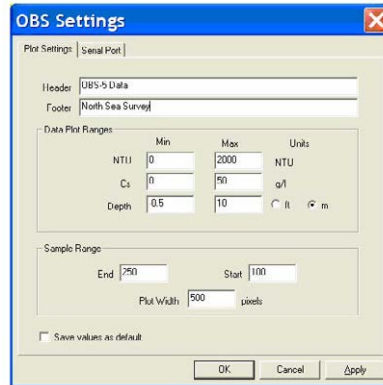 OBS Settings
Plot Settings Serial Port
Header OBS-5 Data
Footer North Sea Survey
Data Plot Ranges
Min Max Units
NTU 0 2000 NTU
Cs 0 50 g/l
Depth 0.5 10 ft m
Sample Range
End 250 Start 100
Plot Width 500 pixels
Save values as default
OK Cancel Apply